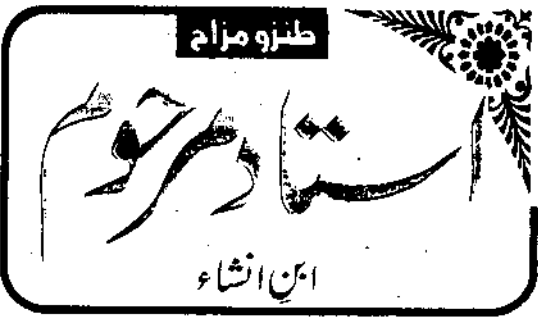 طنز و مزاح
استاد مرحوم
ابنِ انشاء